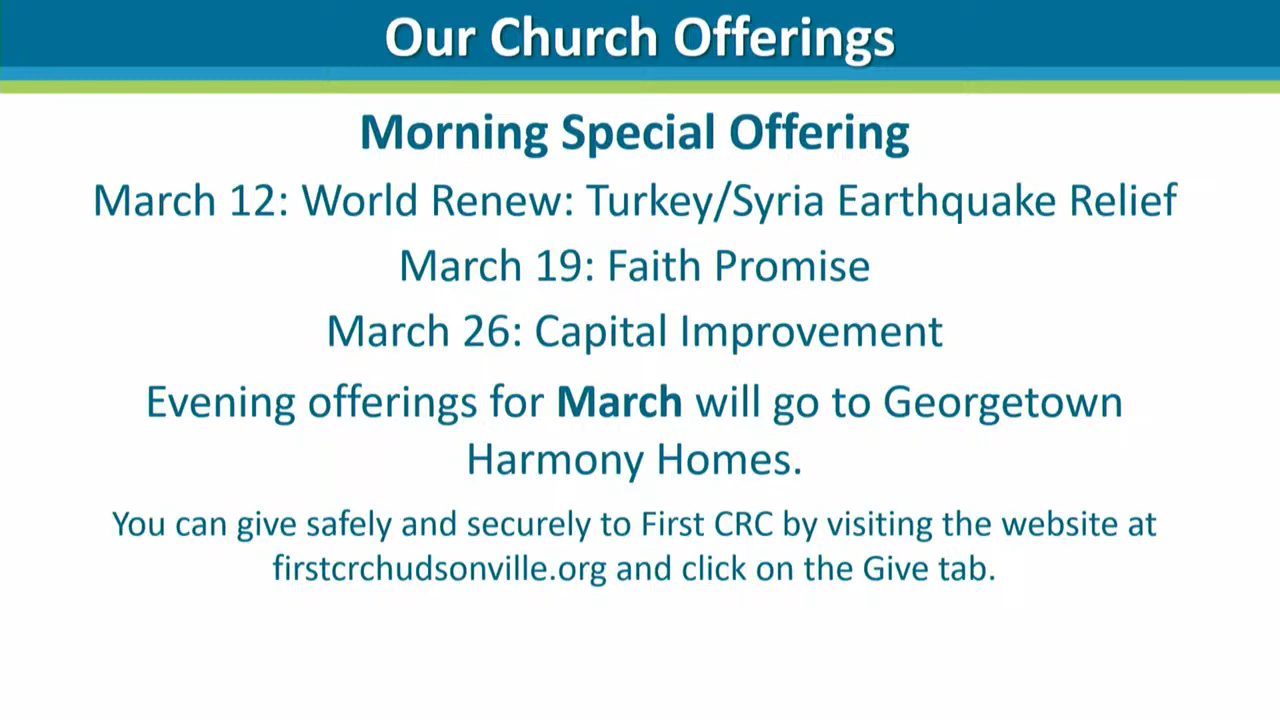 Our Church Offerings
Morning Special Offering
March 12: World Renew: Turkey/Syria Earthquake Relief
March 19: Faith Promise
March 26: Capital Improvement
Evening offerings for March will go to Georgetown
Harmony Homes.
You can give safely and securely to First CRC by visiting the website at
firstcrchudsonville.org and click on the Give tab.